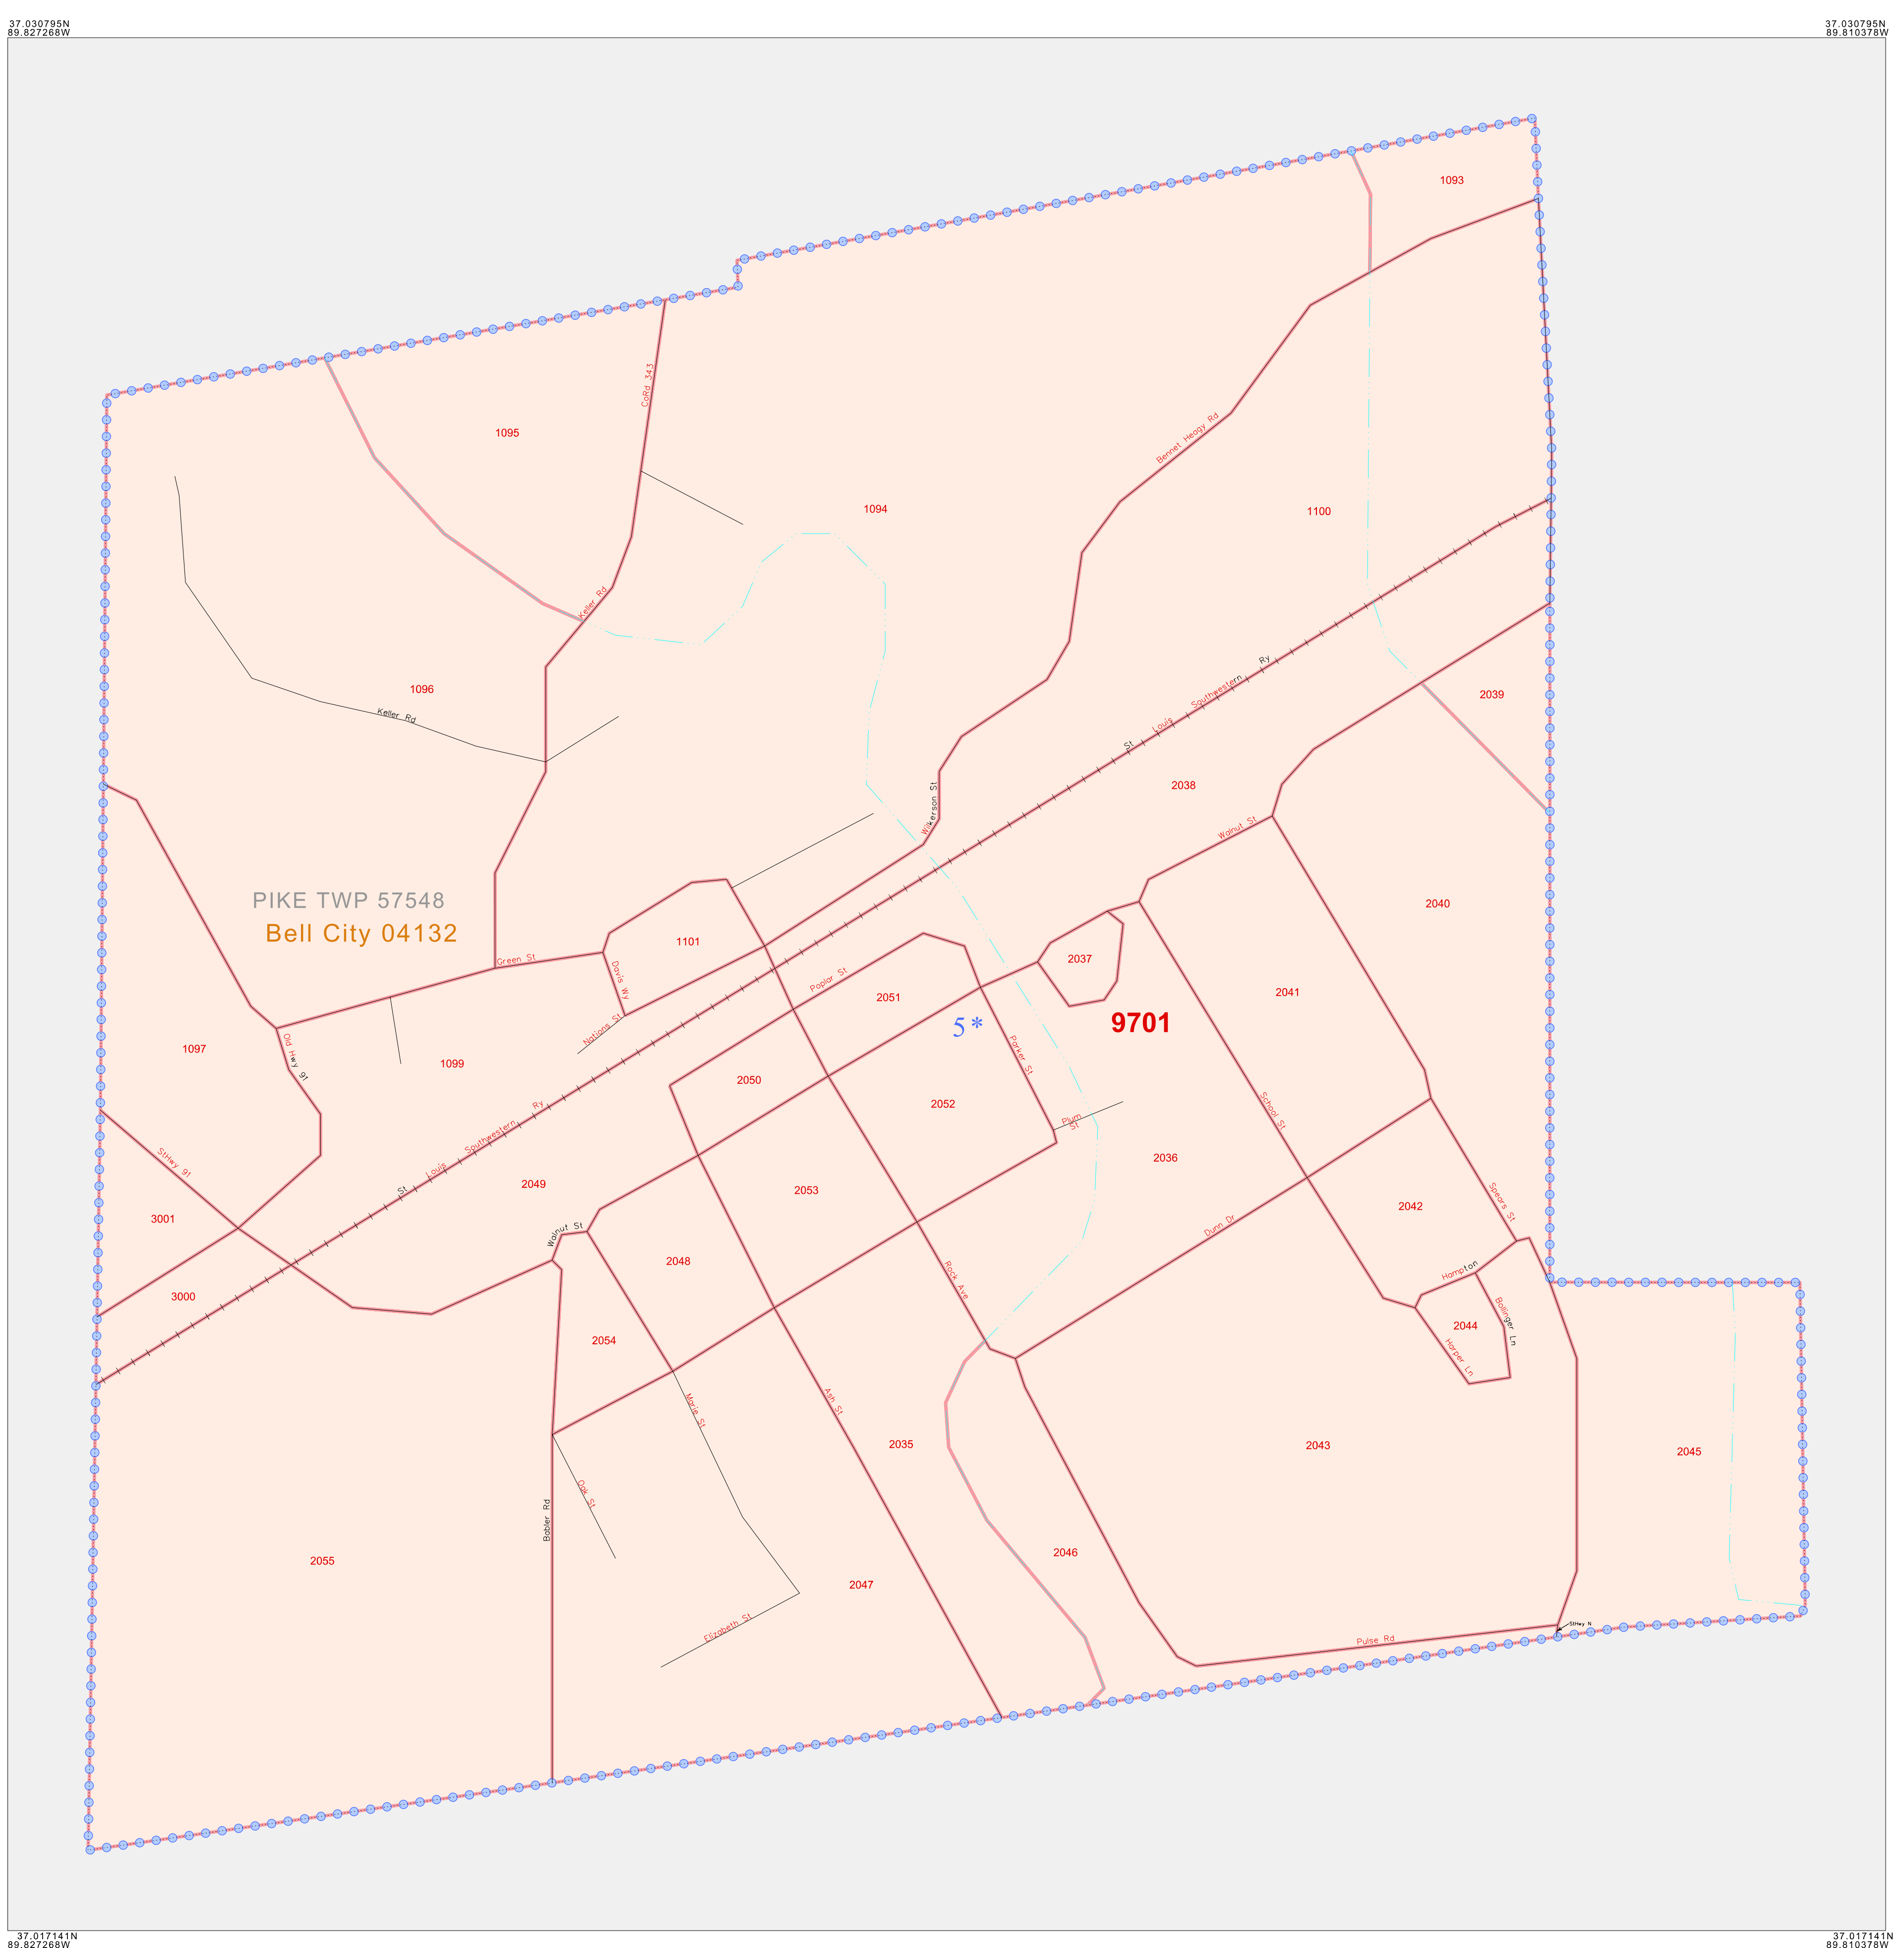 37.030795N
89.827268W
37.030795N
89.810378W
1093
CoRd 343
1095
Bennet Heagy Rd
1094
1100
Keller Rd
Ry
1096
Southwestern
2039
Keller Rd
Louis
St
2038
Wilkerson St
Walnut St
PIKE TWP 57548
2040
Bell City 04132
1101
Green St
2037
Davis Wy
Poplar St
2041
2051
5*
9701
Nations St
Old Hwy 91
1097
Parker St
1099
2050
2052
Ry
Plum St
School St
Southwestern
StHwy 91
Louis
2036
St
2049
2053
Spears St
3001
2042
Walnut St
Dunn Dr
2048
Rock Ave
Hampton
3000
Bollinger Ln
2044
2054
Harper Ln
Marie St
Ash St
2035
2043
2045
Oak St
Babler Rd
2046
2055
2047
Elizabeth St
StHwy N
Pulse Rd
37.017141N
89.827268W
37.017141N
89.810378W